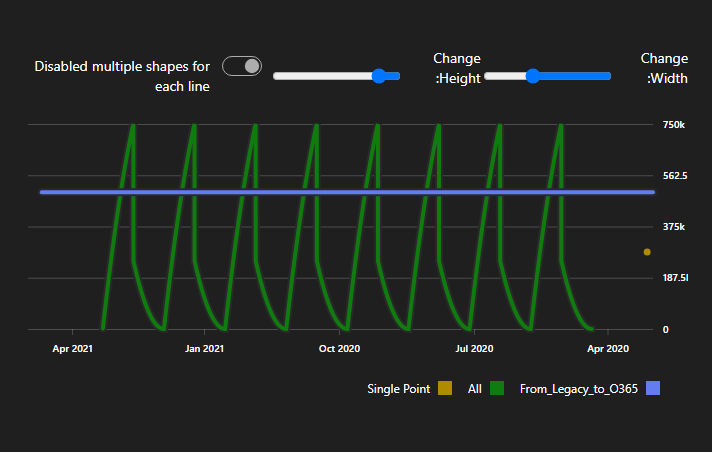 Disabled multiple shapes for
each line
Change
:Height
Change
:Width
750k
562.5
375k
187.5
0
Apr 2021
Jan 2021
Oct 2020
Jul 2020
Apr 2020
Single Point
All
From_Legacy_to_O365